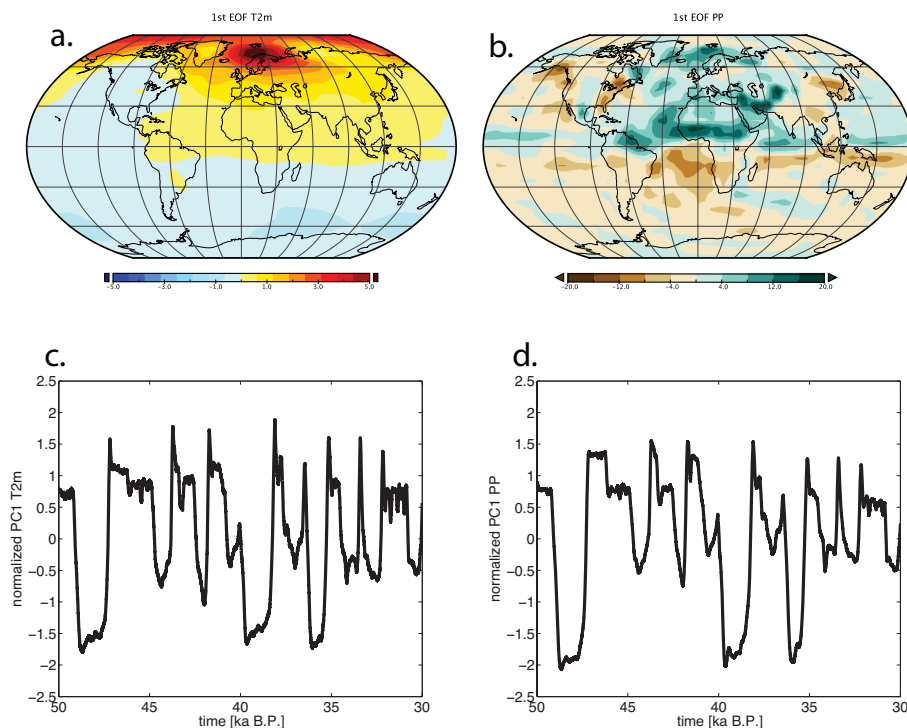 a.
1st EOF T2m
−5.0 −3.0 −1.0 1.0 3.0 5.0
b.
1st EOF PP
−20.0 −12.0 −4.0 4.0 12.0 20.0
c.
2.5
2
1.5
1
0.5
0
−0.5
−1
−1.5
−2
−2.5
normalized PC1 T2m
50 45 40 35 30
time [ka B.P.]
d.
2.5
2
1.5
1
0.5
0
−0.5
−1
−1.5
−2
−2.5
normalized PC1 PP
50 45 40 35 30
time [ka B.P.]